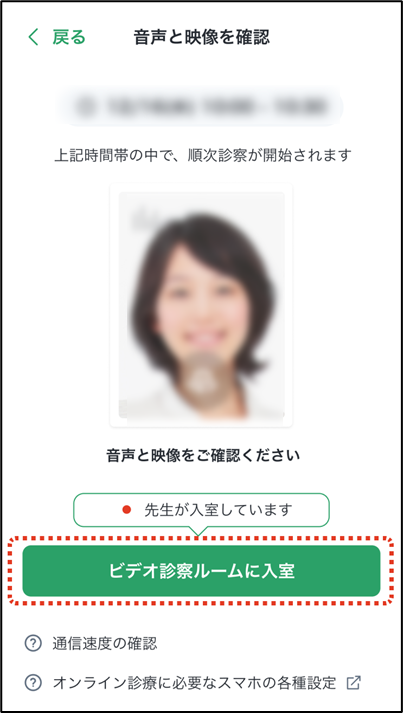 戻る 音声と映像を確認
上記時間帯の中で、順次診察が開始されます
音声と映像をご確認ください
先生が入室しています
ビデオ診察ルームに入室
通信速度の確認
オンライン診療に必要なスマホの各種設定